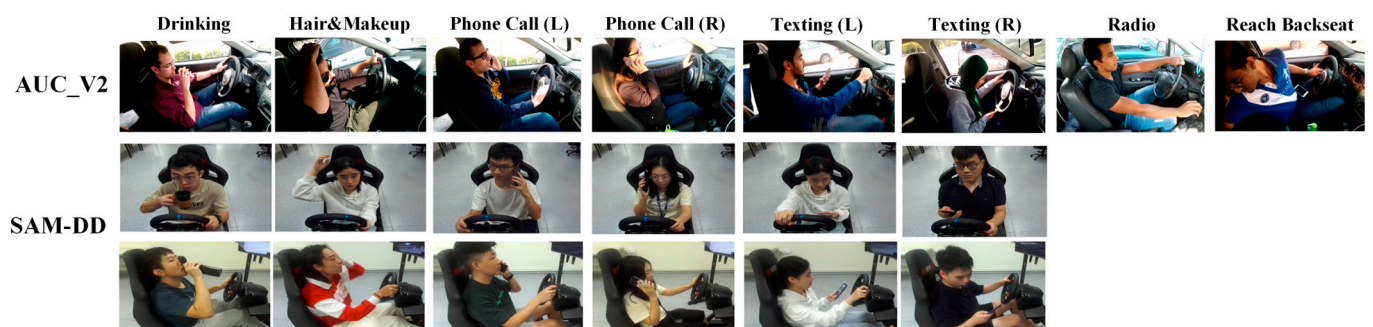 Drinking Hair&Makeup Phone Call (L) Phone Call (R) Texting (L) Texting (R) Radio Reach Backseat
AUC_V2
SAM-DD